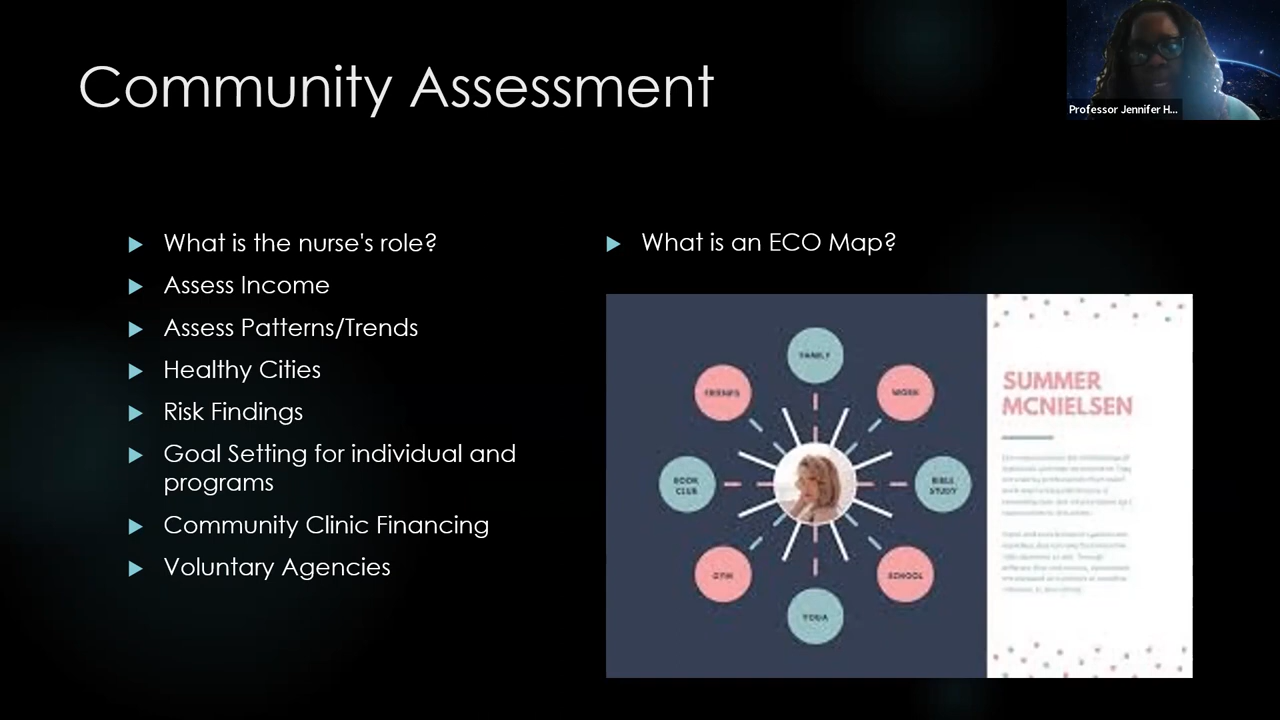 Community Assessment
Professor Jennifer H...
What is the nurse's role?
Assess Income
Assess Patterns/Trends
Healthy Cities
Risk Findings
Goal Setting for individual and
programs
Community Clinic Financing
Voluntary Agencies
What is an ECO Map?
FAMILY
FRIENDS
WORK
BOOK
CLUB
BIBLE
STUDY
GYM
SCHOOL
YOGA
SUMMER
MCNIELSEN